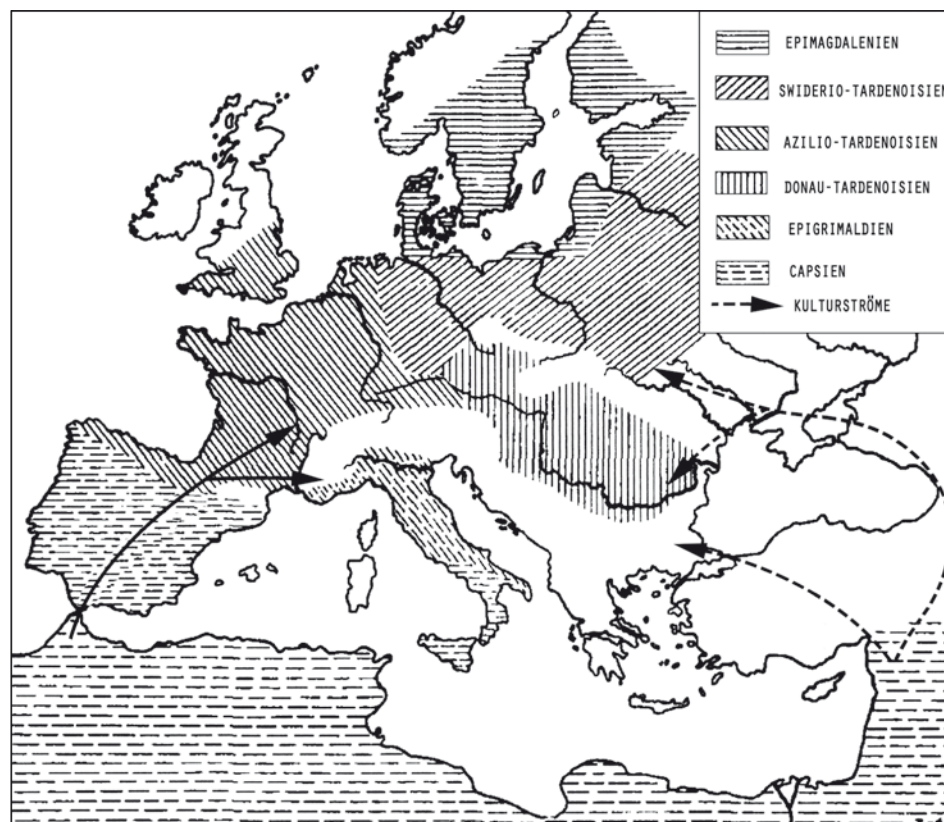 EPIMAGDALENIEN
SWIDERIO-TARDENOISIEN
AZILIO-TARDENOISIEN
DONAU-TARDENOISIEN
EPIGRIMALDIEN
CAPSIEN
KULTURSTRÖME